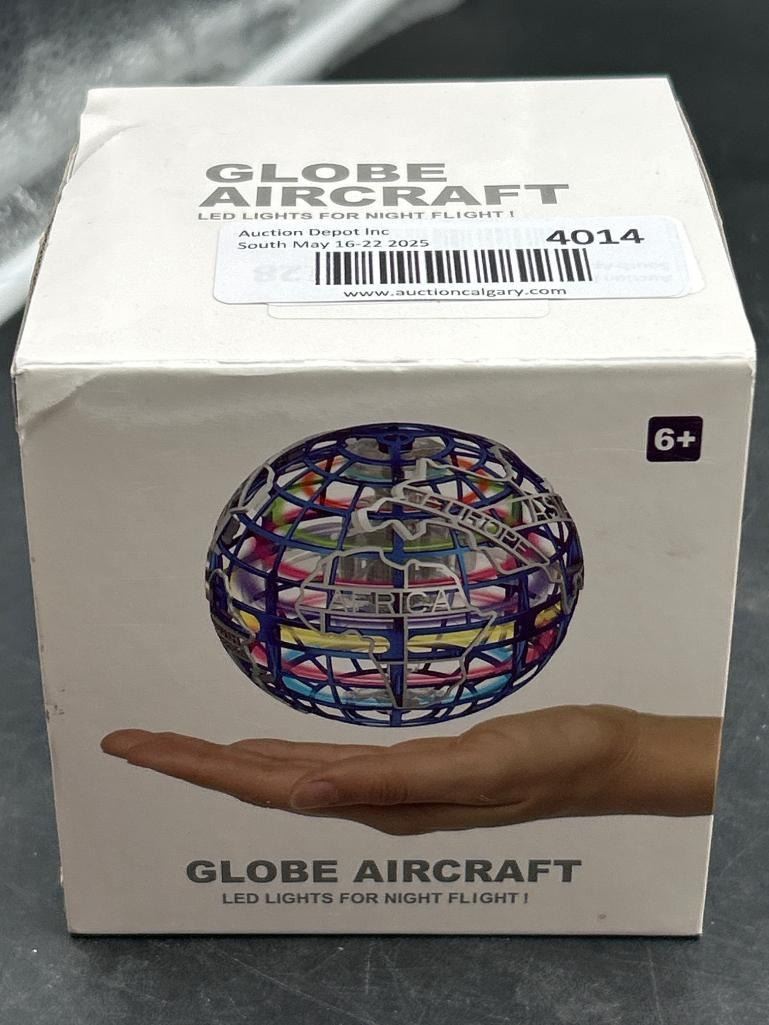 GLOBE
AIRCRAFT
LED LIGHTS FOR NIGHT FLIGHT !
Auction Depot Inc
South May 16-22 2025
4014
www.auctioncalgary.com
6+
EUROPE
AFRICA
GLOBE AIRCRAFT
LED LIGHTS FOR NIGHT FLIGHT !